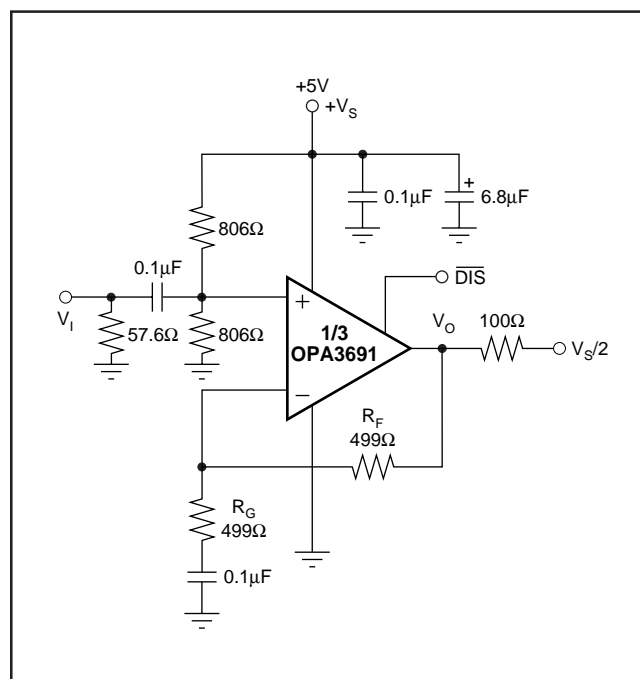 +5V
+V_S
0.1µF
+
6.8µF
806Ω
0.1µF
V_I
57.6Ω
806Ω
+
−
1/3
OPA3691
D̅I̅S̅
V_O
100Ω
V_S/2
R_F
499Ω
R_G
499Ω
0.1µF